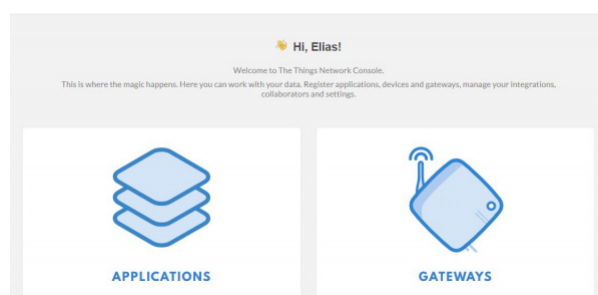 Hi, Elias!
Welcome to The Things Network Console.
This is where the magic happens. Here you can work with your data. Register applications, devices and gateways, manage your integrations,
collaborators and settings.
APPLICATIONS
GATEWAYS